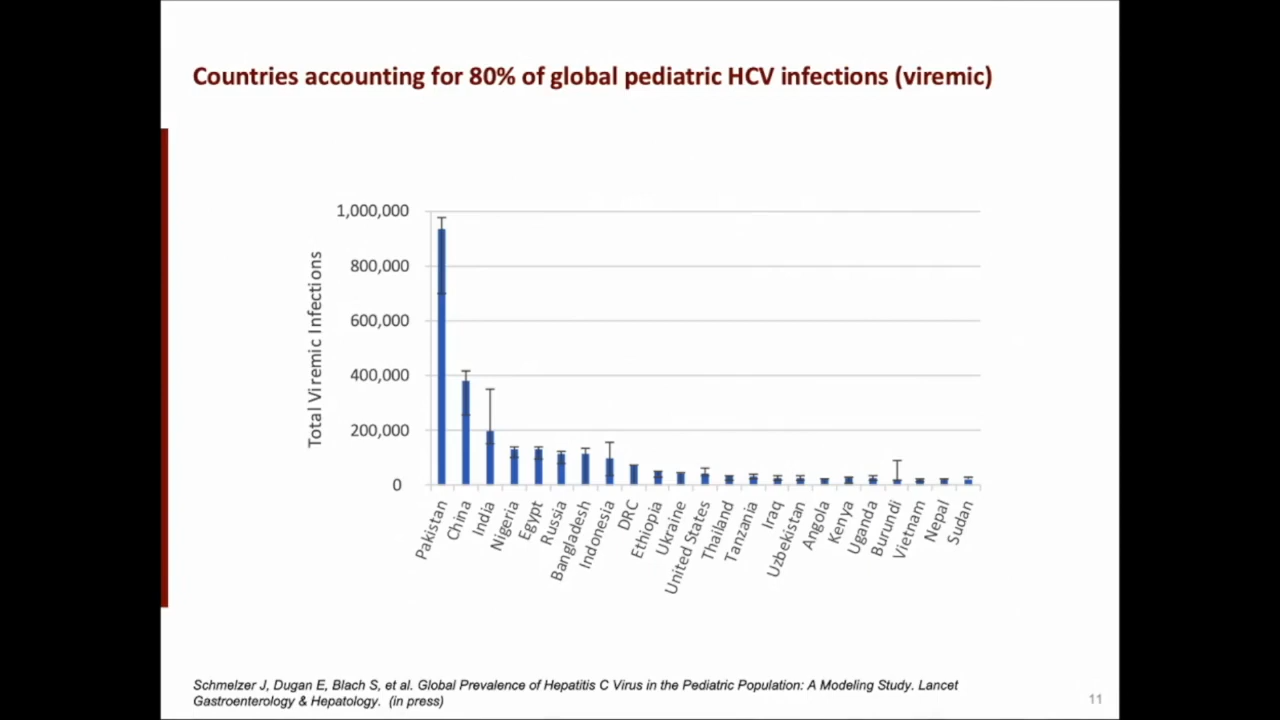 Countries accounting for 80% of global pediatric HCV infections (viremic)
Total Viremic Infections
1,000,000
800,000
600,000
400,000
200,000
0
Pakistan
China
India
Nigeria
Egypt
Russia
Bangladesh
Indonesia
DRC
Ethiopia
Ukraine
United States
Thailand
Tanzania
Iraq
Uzbekistan
Angola
Kenya
Uganda
Burundi
Vietnam
Nepal
Sudan
Schmelzer J, Dugan E, Blach S, et al. Global Prevalence of Hepatitis C Virus in the Pediatric Population: A Modeling Study. Lancet
Gastroenterology & Hepatology. (in press)
11